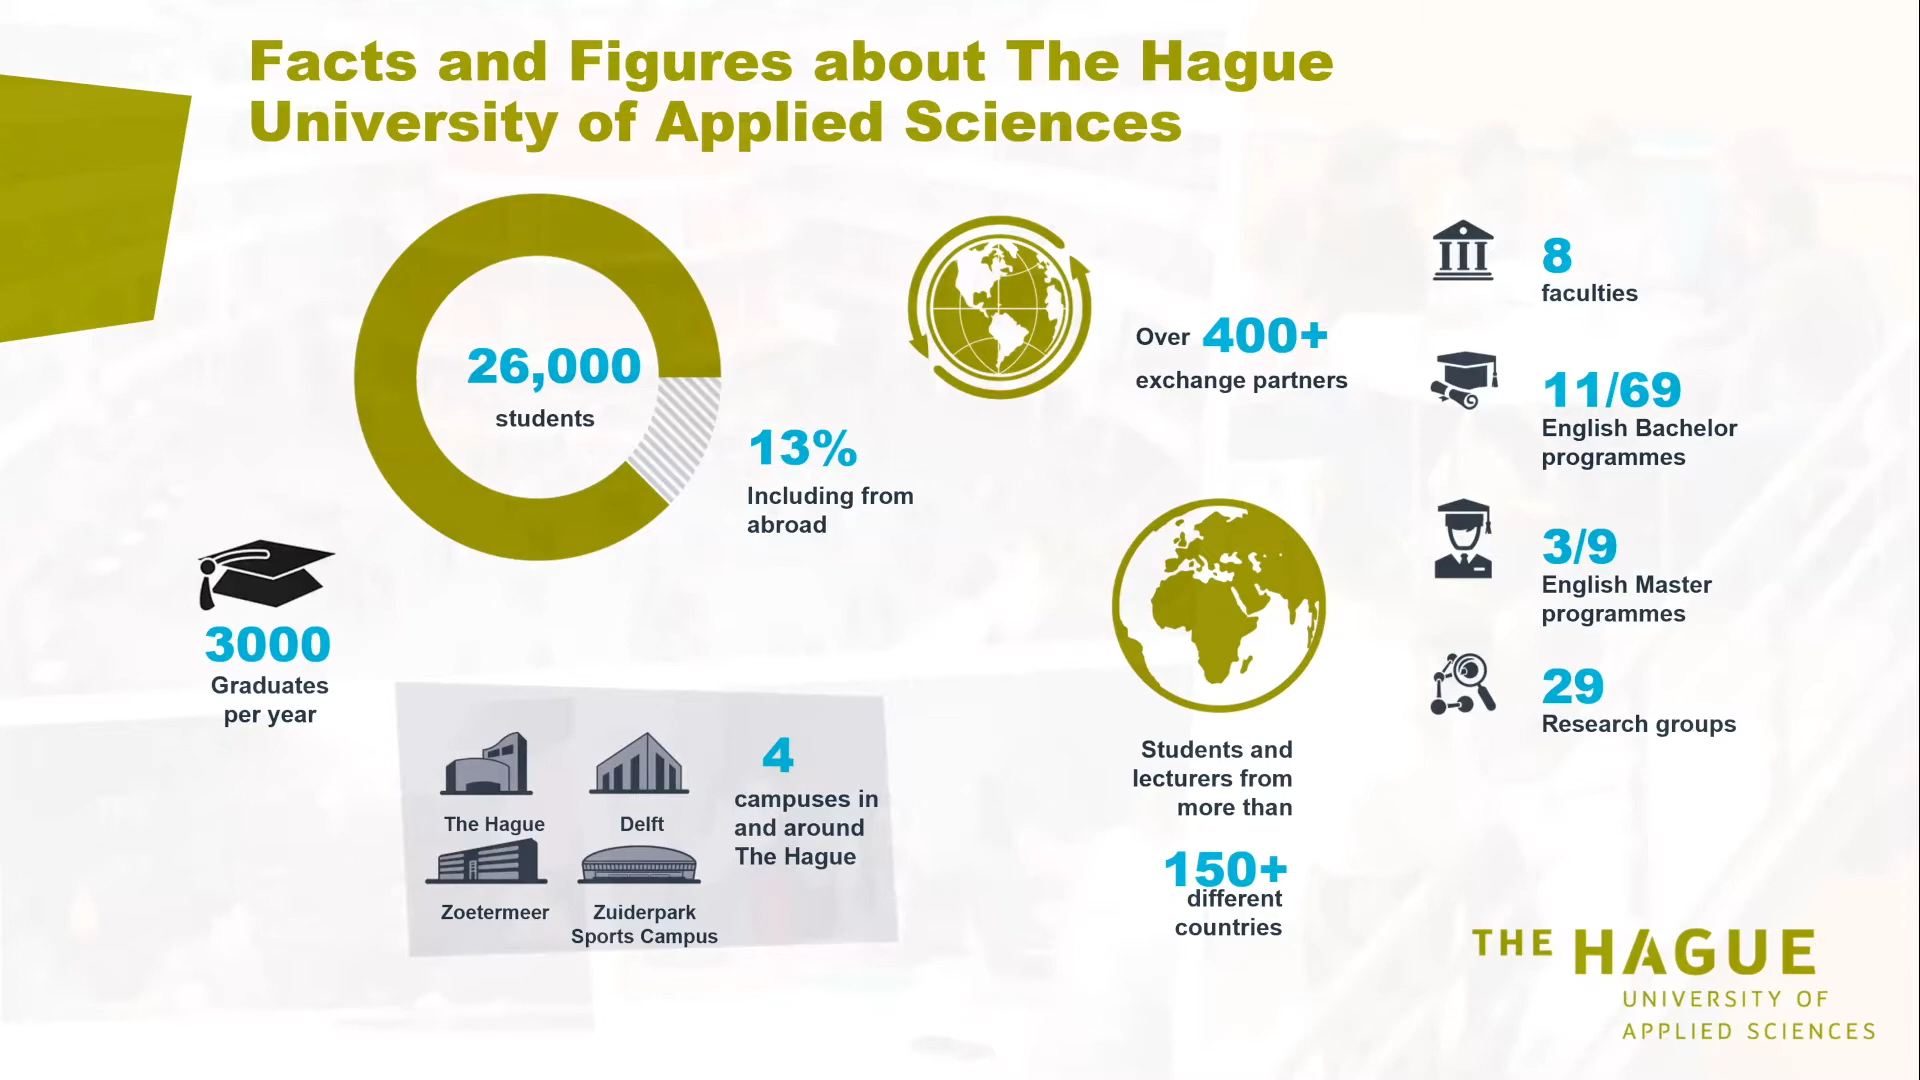 Facts and Figures about The Hague
University of Applied Sciences
26,000
students
13%
Including from
abroad
3000
Graduates
per year
The Hague
Delft
Zoetermeer
Zuiderpark
Sports Campus
4
campuses in
and around
The Hague
Over 400+
exchange partners
Students and
lecturers from
more than
150+
different
countries
8
faculties
11/69
English Bachelor
programmes
3/9
English Master
programmes
29
Research groups
THE HAGUE
UNIVERSITY OF
APPLIED SCIENCES